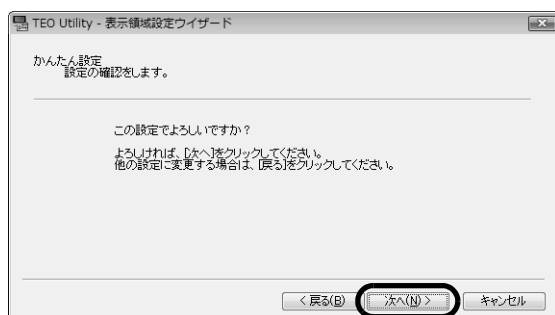 TEO Utility - 表示領域設定ウイザード
かんたん設定
設定の確認をします。
この設定でよろしいですか？
よろしければ、[次へ]をクリックしてください。
他の設定に変更する場合は、[戻る]をクリックしてください。
< 戻る(B)
次へ(N) >
キャンセル